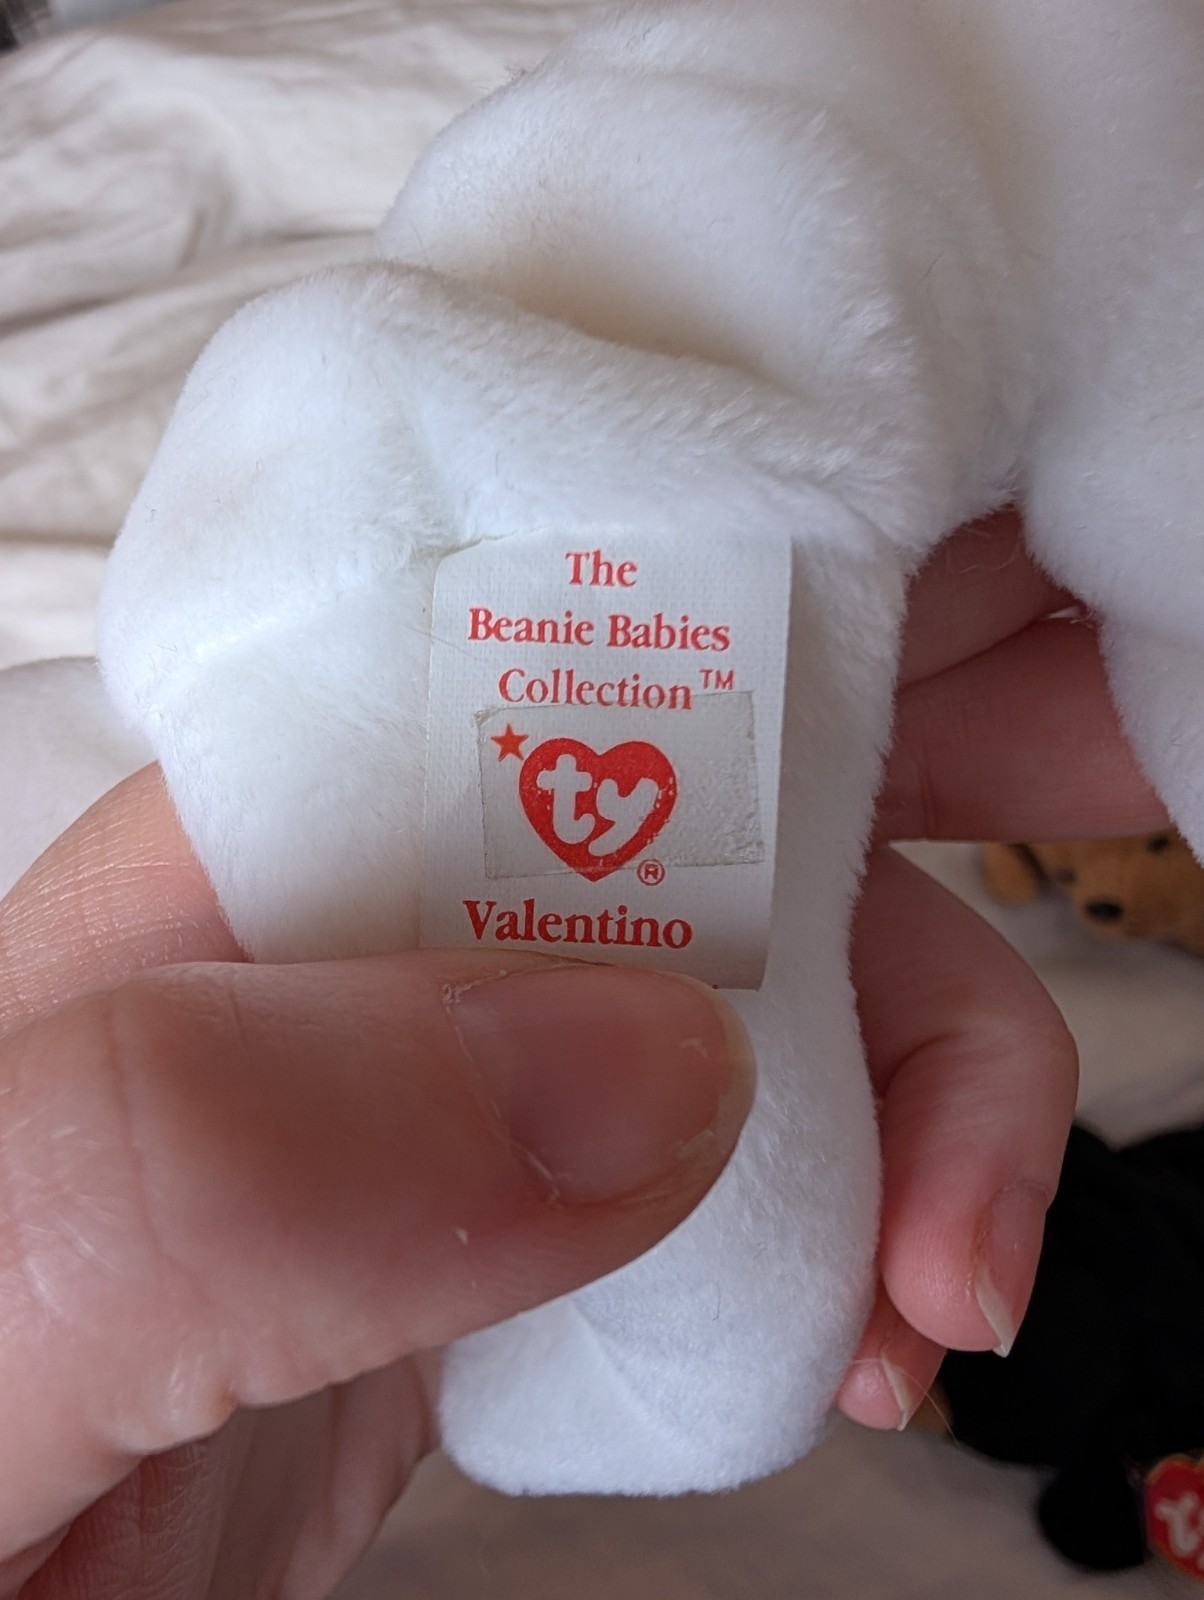 The
Beanie Babies
Collection™
ty®
Valentino